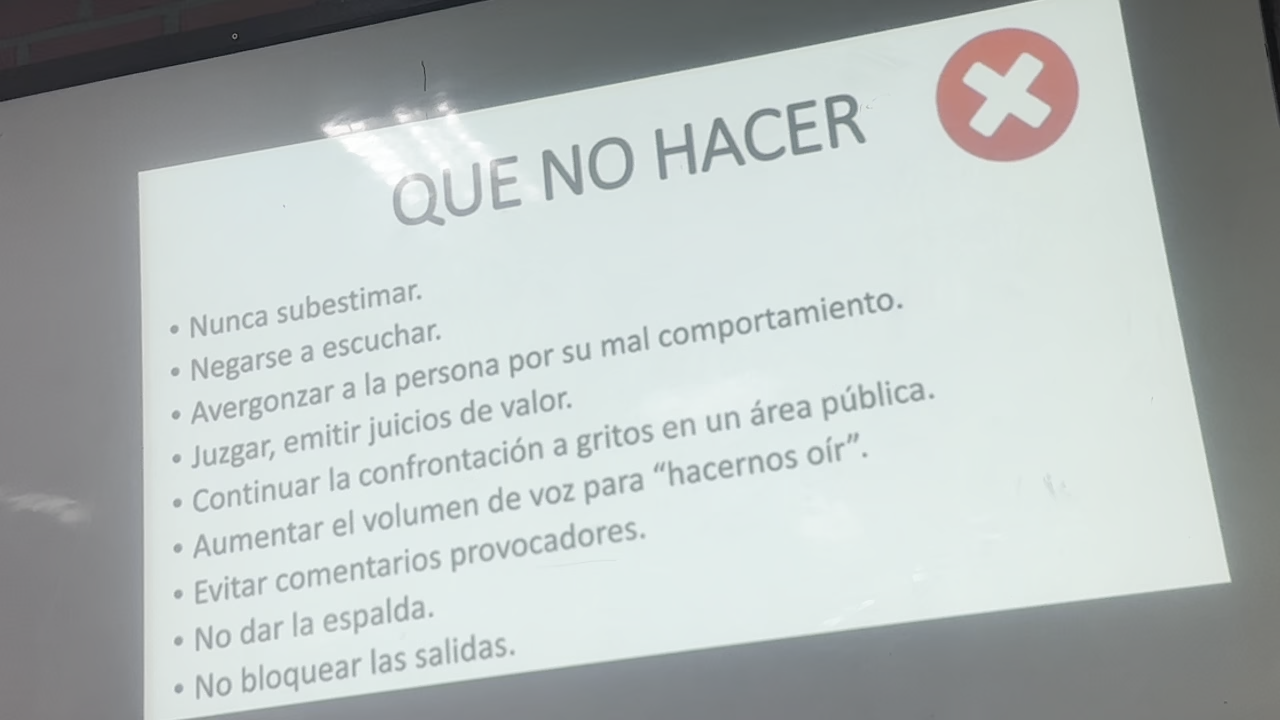 QUE NO HACER
• Nunca subestimar.
• Negarse a escuchar.
• Avergonzar a la persona por su mal comportamiento.
• Juzgar, emitir juicios de valor.
• Continuar la confrontación a gritos en un área pública.
• Aumentar el volumen de voz para “hacernos oír”.
• Evitar comentarios provocadores.
• No dar la espalda.
• No bloquear las salidas.